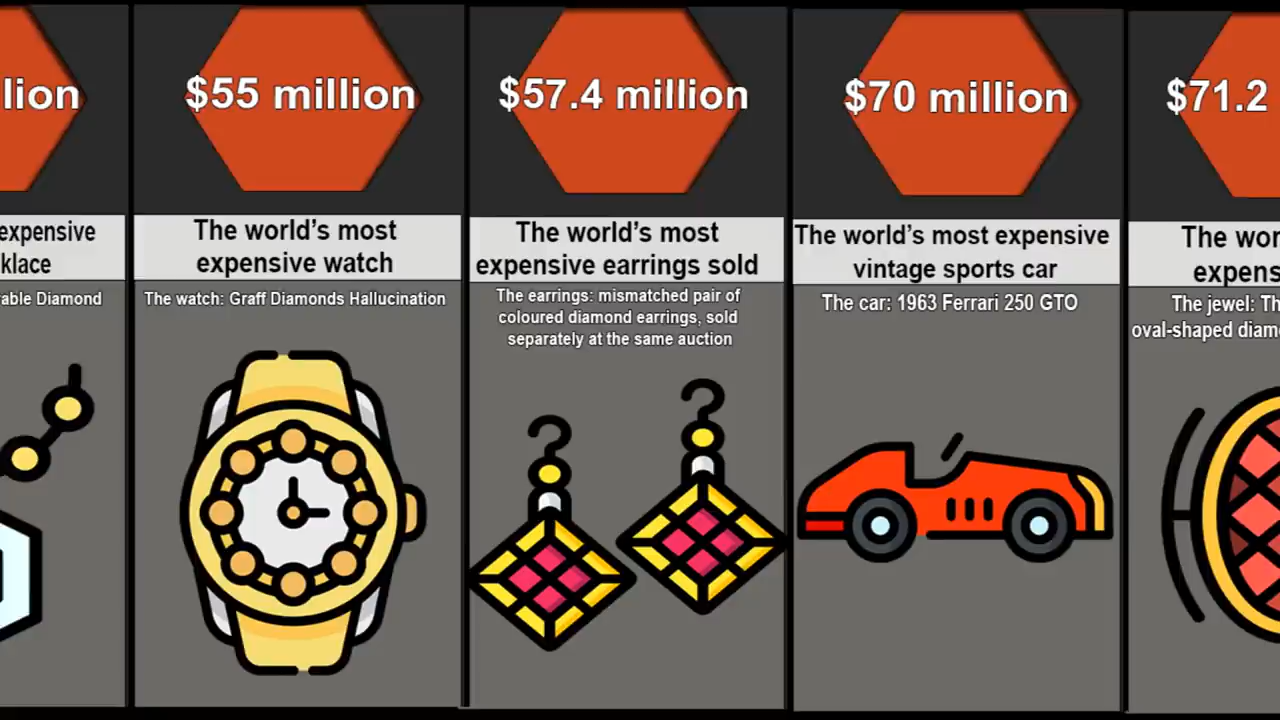 lion
expensive
klace
able Diamond
$55 million
The world's most
expensive watch
The watch: Graff Diamonds Hallucination
$57.4 million
The world's most
expensive earrings sold
The earrings: mismatched pair of
coloured diamond earrings, sold
separately at the same auction
$70 million
The world's most expensive
vintage sports car
The car: 1963 Ferrari 250 GTO
$71.2
The wor
expens
The jewel: Th
oval-shaped diam